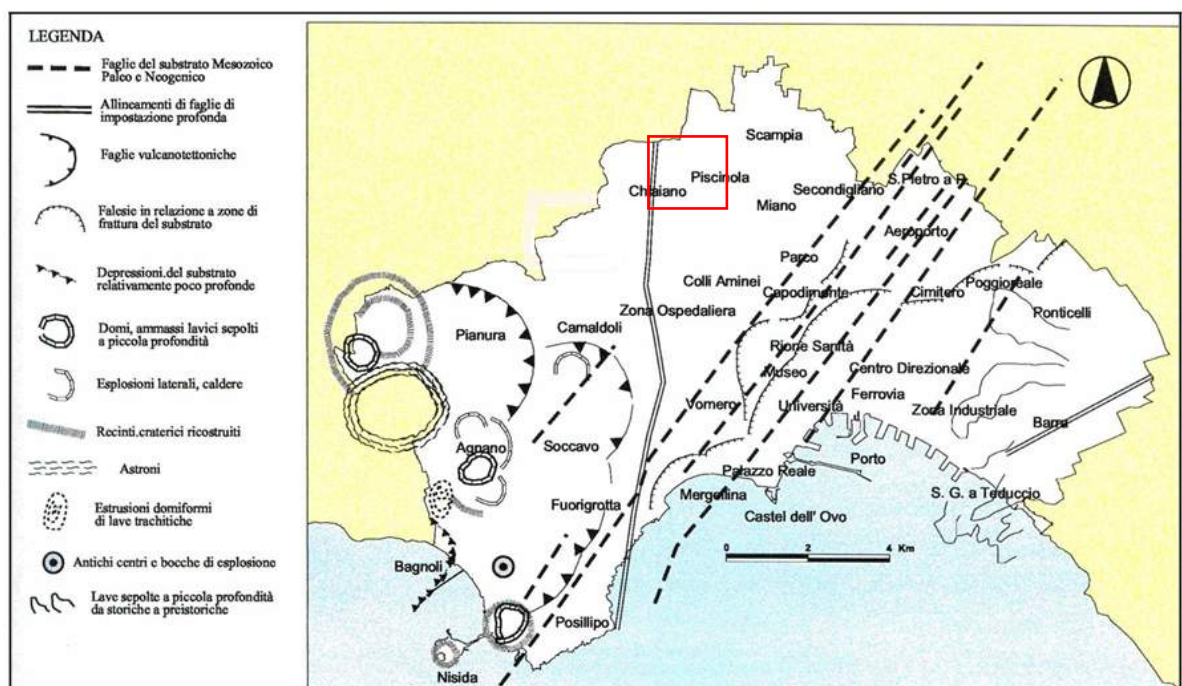 LEGENDA
Faglie del substrato Mesozoico
Paleo e Neogenico
Allineamenti di faglie di
impostazione profonda
Faglie vulcanotettoniche
Falesie in relazione a zone di
frattura del substrato
Depressioni.del substrato
relativamente poco profonde
Domi, ammassi lavici sepolti
a piccola profondità
Esplosioni laterali, caldere
Recinti.craterici ricostruiti
Astroni
Estrusioni domiformi
di lave trachitiche
Antichi centri e bocche di esplosione
Lave sepolte a piccola profondità
da storiche a preistoriche
Scampia
Piscinola
Chiaiano
Secondigliano
S.Pietro a P.
Miano
Aeroporto
Parco
Colli Aminei
Capodimonte
Cimitero
Poggioreale
Zona Ospedaliera
Ponticelli
Pianura
Camaldoli
Rione Sanità
Museo
Centro Direzionale
Ferrovia
Vomero
Università
Zona Industriale
Barra
Agnano
Soccavo
Porto
Palazzo Reale
Mergellina
S. G. a Teduccio
Fuorigrotta
Castel dell' Ovo
0 2 4 Km
Bagnoli
Posillipo
Nisida